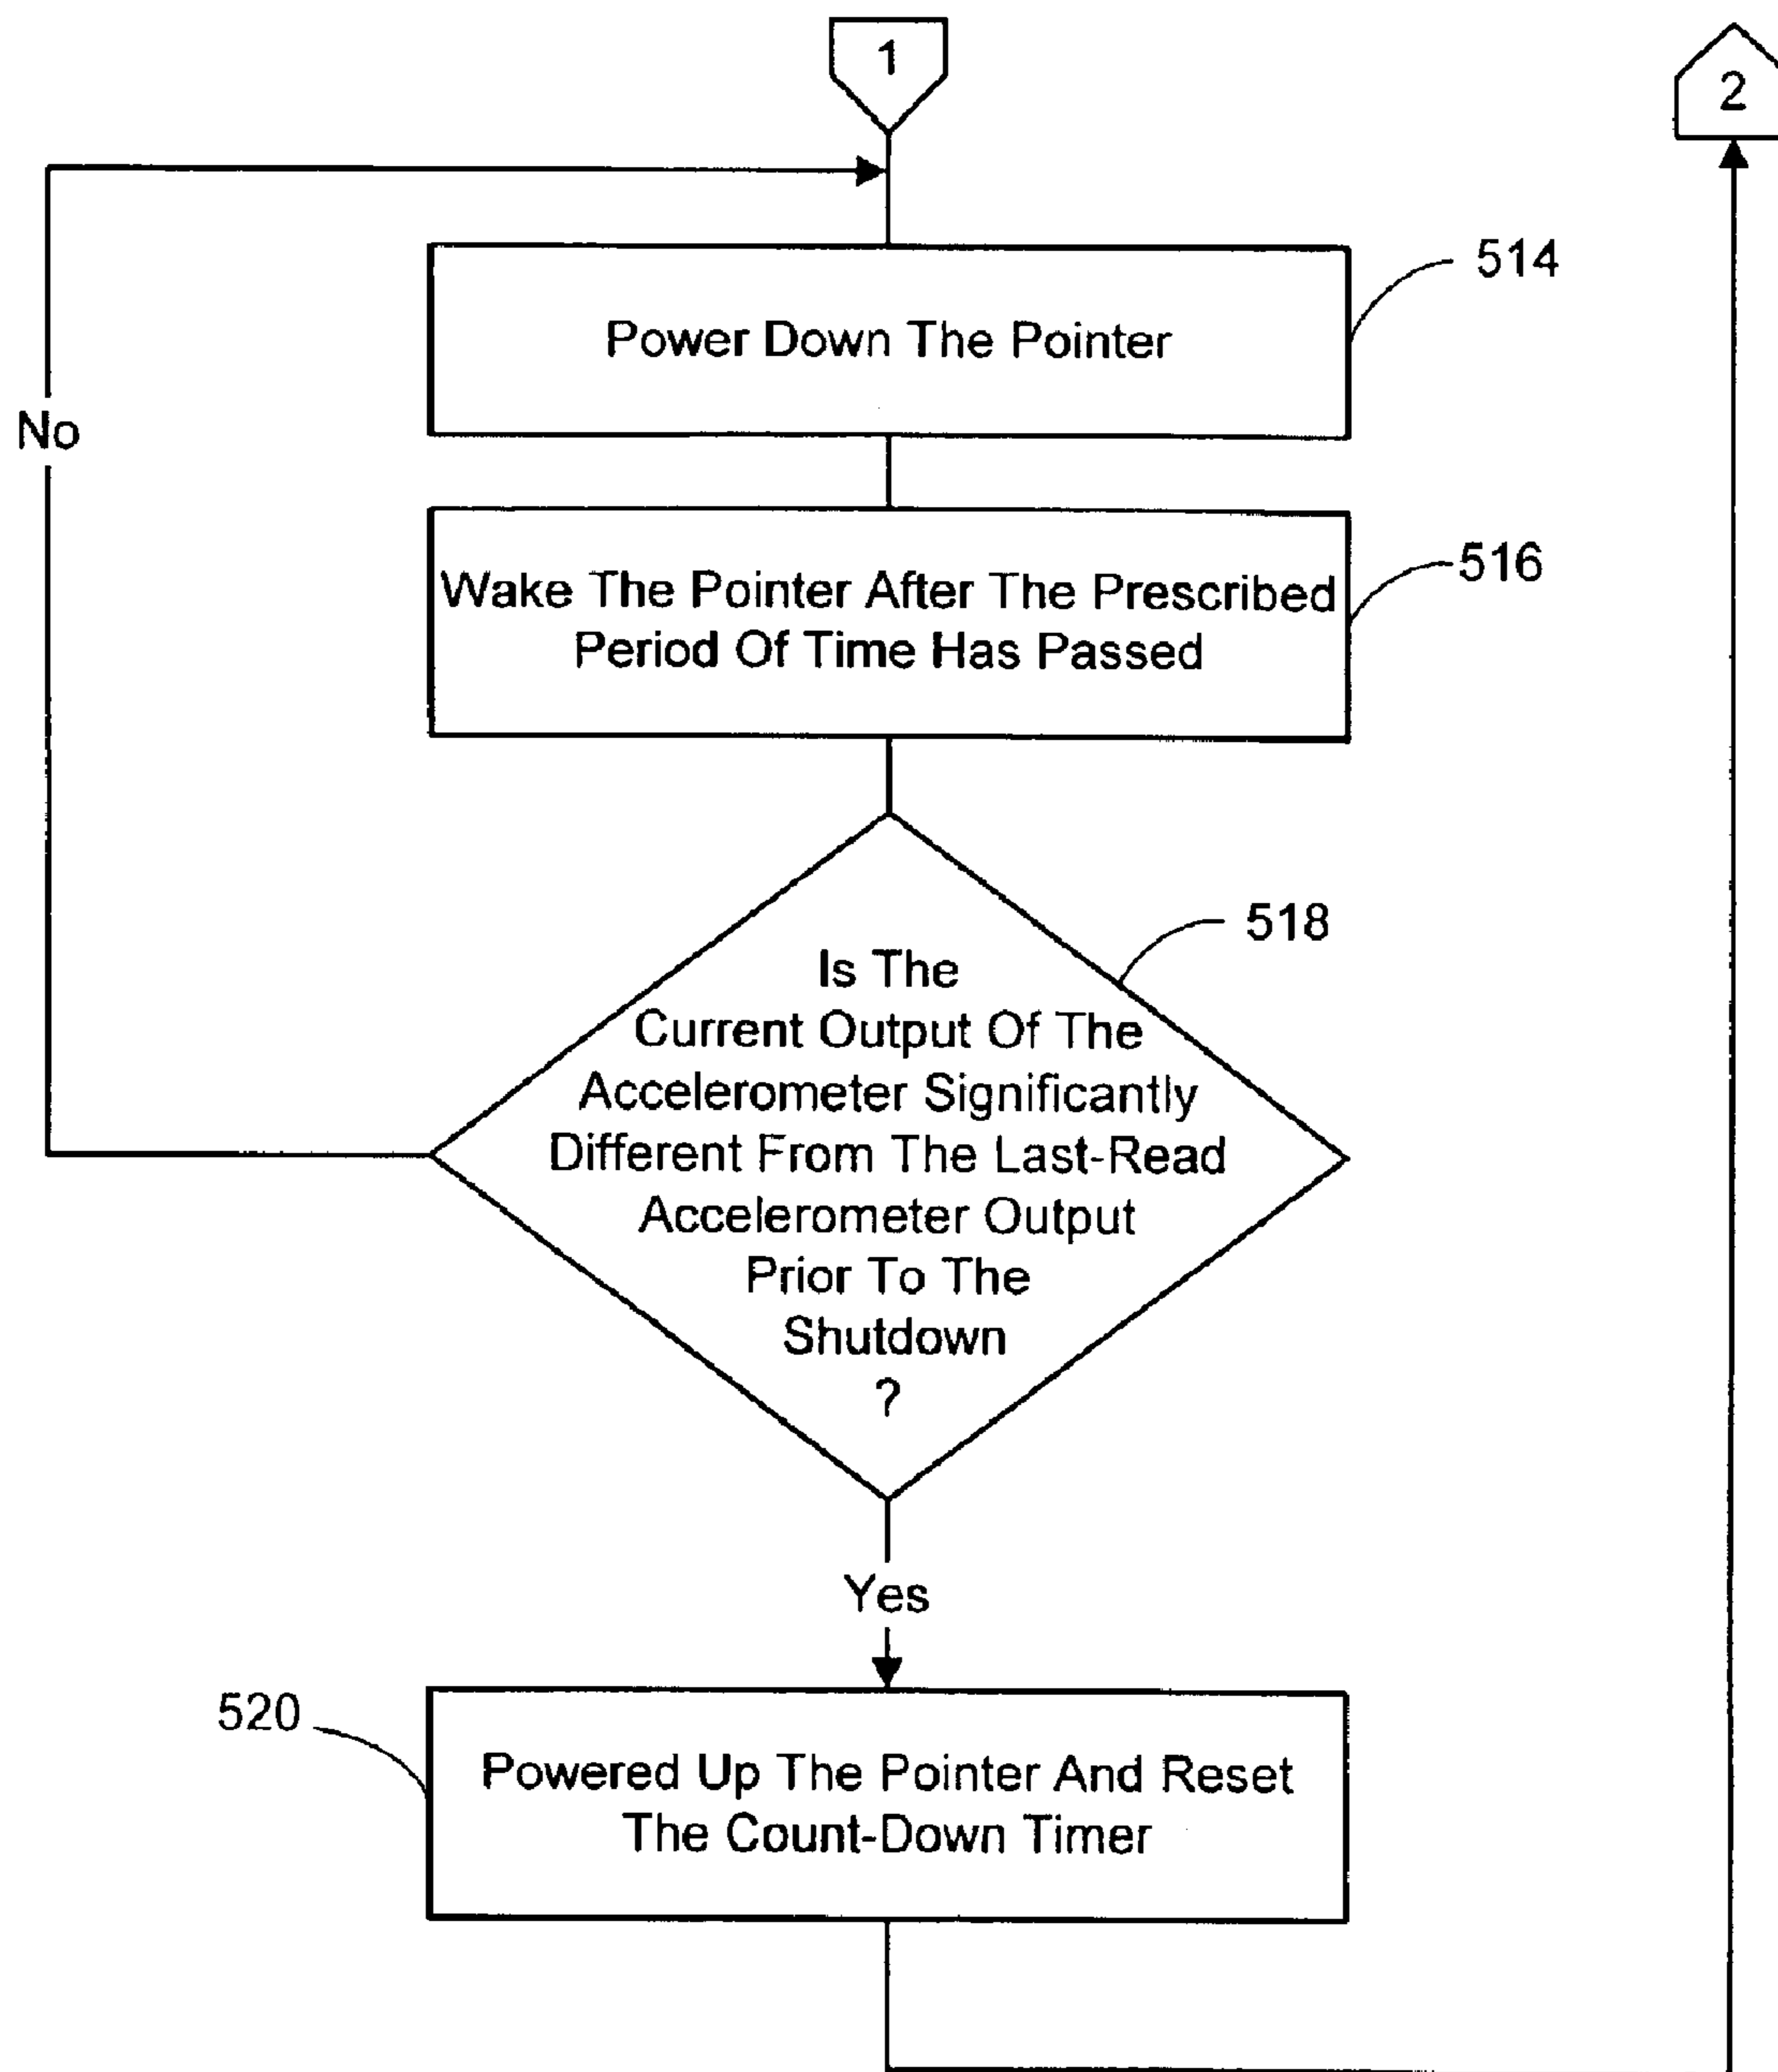 1
2
514
Power Down The Pointer
No
Wake The Pointer After The Prescribed
Period Of Time Has Passed
516
518
Is The
Current Output Of The
Accelerometer Significantly
Different From The Last-Read
Accelerometer Output
Prior To The
Shutdown
?
Yes
520
Powered Up The Pointer And Reset
The Count-Down Timer